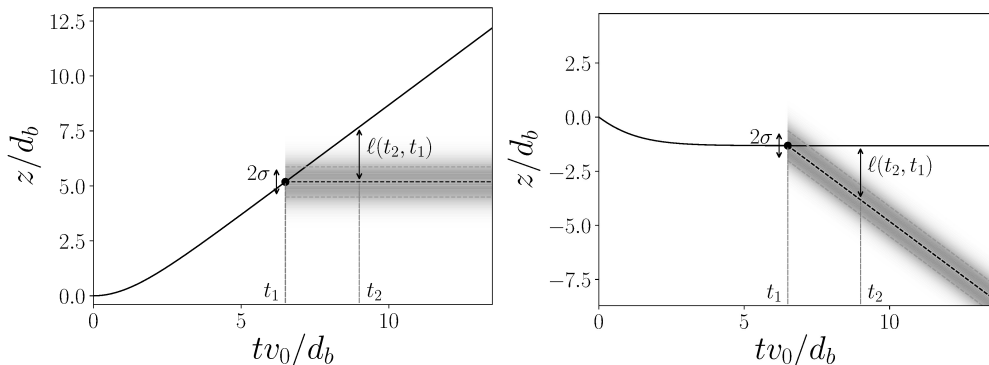 12.5
10.0
7.5
5.0
2.5
0.0
z/d_b
2σ
ℓ(t_2, t_1)
t_1
t_2
0
5
10
tv_0/d_b
2.5
0.0
−2.5
−5.0
−7.5
z/d_b
2σ
ℓ(t_2, t_1)
t_1
t_2
0
5
10
tv_0/d_b